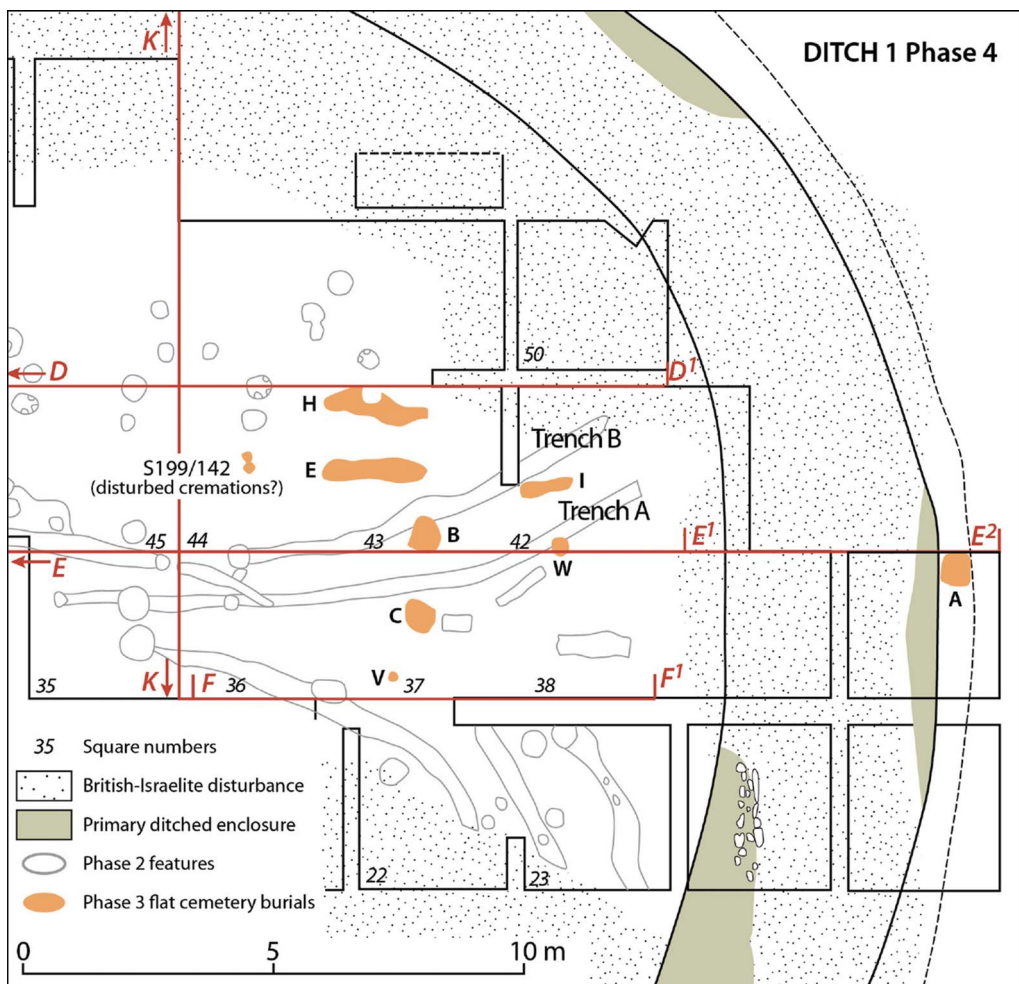 K
DITCH 1 Phase 4
50
D
D¹
H
Trench B
S199/142
(disturbed cremations?)
E
I
Trench A
B
45
44
43
42
E¹
E²
E
W
A
C
V
K
F
F¹
35
36
37
38
35 Square numbers
British-Israelite disturbance
Primary ditched enclosure
Phase 2 features
Phase 3 flat cemetery burials
22
23
0
5
10 m